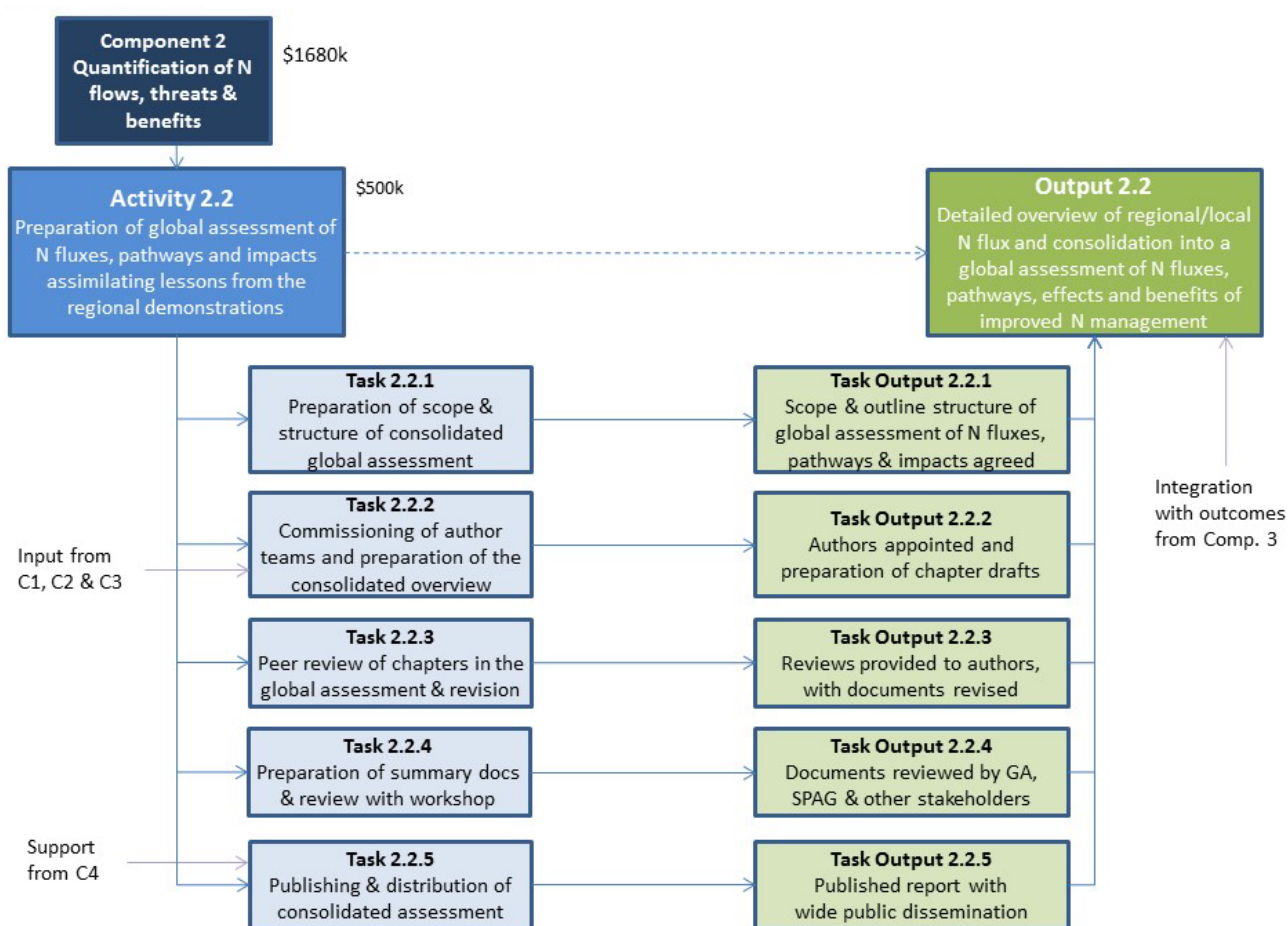 Component 2
Quantification of N
flows, threats &
benefits
$1680k
Activity 2.2
Preparation of global assessment of
N fluxes, pathways and impacts
assimilating lessons from the
regional demonstrations
$500k
Output 2.2
Detailed overview of regional/local
N flux and consolidation into a
global assessment of N fluxes,
pathways, effects and benefits of
improved N management
Task 2.2.1
Preparation of scope &
structure of consolidated
global assessment
Task Output 2.2.1
Scope & outline structure of
global assessment of N fluxes,
pathways & impacts agreed
Input from
C1, C2 & C3
Task 2.2.2
Commissioning of author
teams and preparation of the
consolidated overview
Task Output 2.2.2
Authors appointed and
preparation of chapter drafts
Integration
with outcomes
from Comp. 3
Task 2.2.3
Peer review of chapters in the
global assessment & revision
Task Output 2.2.3
Reviews provided to authors,
with documents revised
Task 2.2.4
Preparation of summary docs
& review with workshop
Task Output 2.2.4
Documents reviewed by GA,
SPAG & other stakeholders
Support
from C4
Task 2.2.5
Publishing & distribution of
consolidated assessment
Task Output 2.2.5
Published report with
wide public dissemination